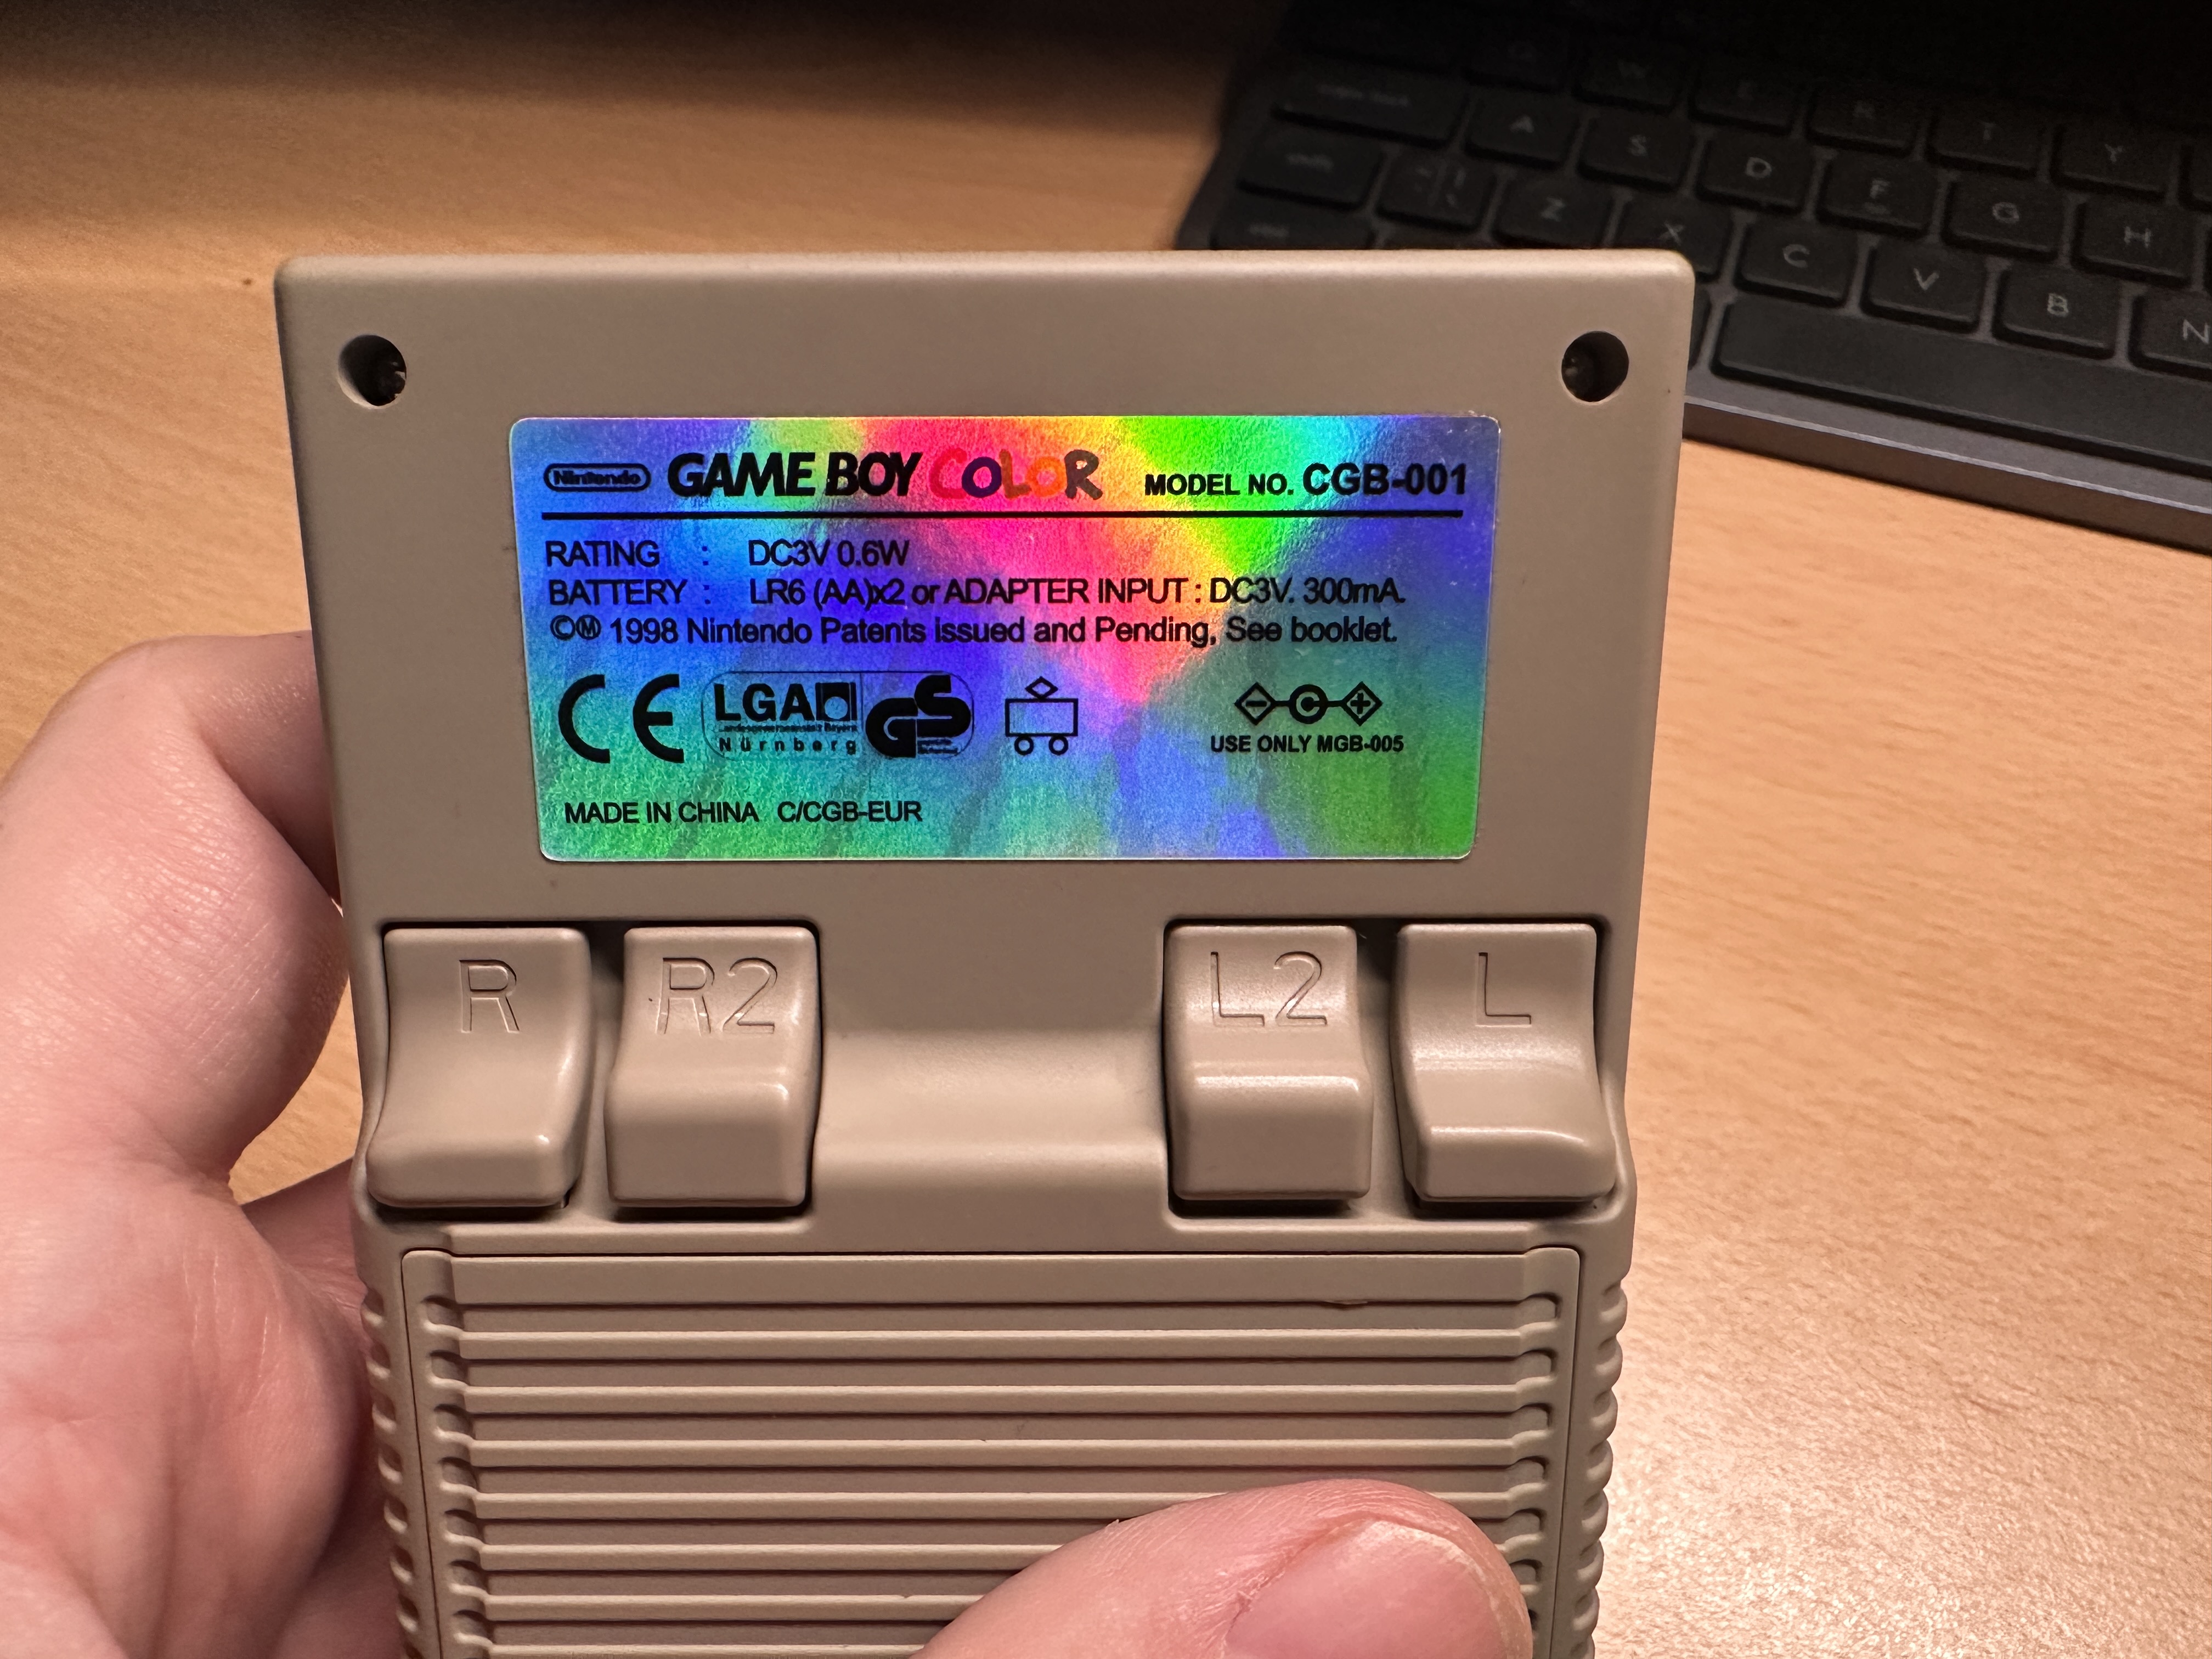 Nintendo GAME BOY COLOR MODEL NO. CGB-001
RATING : DC3V 0.6W
BATTERY : LR6 (AA)x2 or ADAPTER INPUT : DC3V. 300mA.
©Ⓜ 1998 Nintendo Patents issued and Pending, See booklet.
CE LGA GS
Landesgewerbeanstalt Bayern
Nürnberg
USE ONLY MGB-005
MADE IN CHINA C/CGB-EUR
R R2 L2 L
W E R T Y
A S D F G H
Z X C V B N